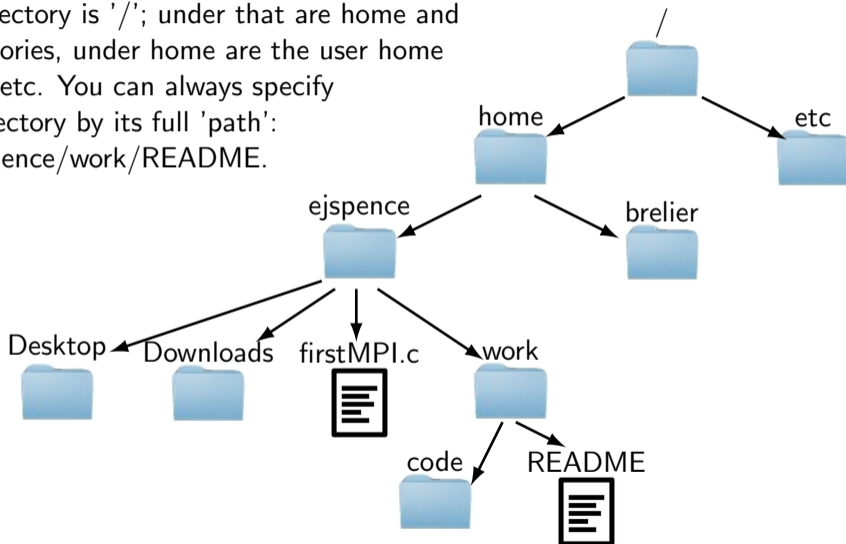 ectory is '/'; under that are home and
ories, under home are the user home
etc. You can always specify
ectory by its full 'path':
ence/work/README.
/
home
etc
ejspence
brelier
Desktop
Downloads
firstMPI.c
work
code
README